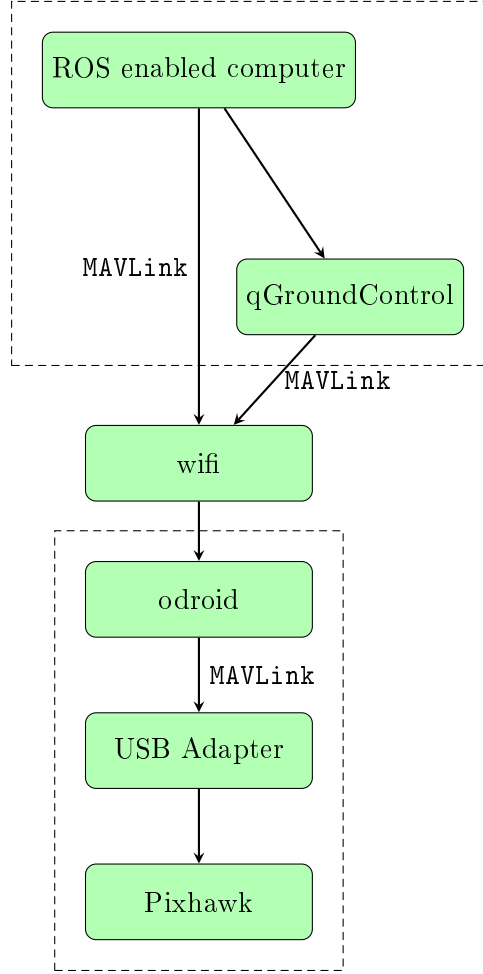 ROS enabled computer
MAVLink
qGroundControl
MAVLink
wifi
odroid
MAVLink
USB Adapter
Pixhawk